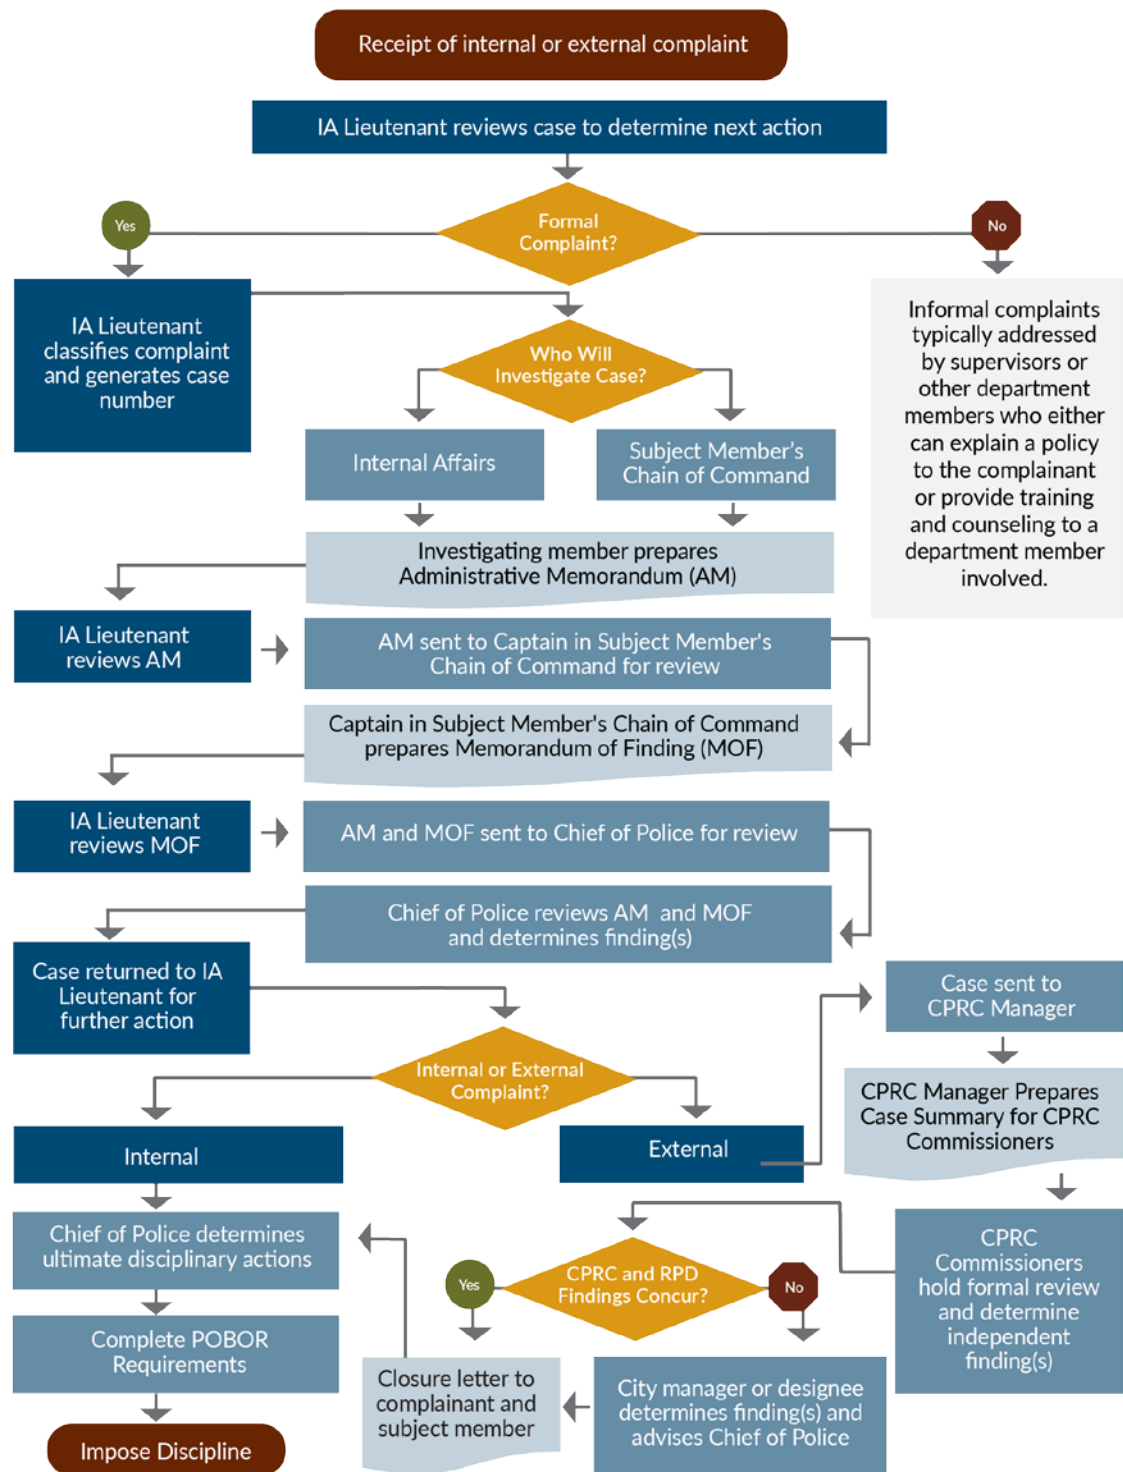 Receipt of internal or external complaint
IA Lieutenant reviews case to determine next action
Formal
Complaint?
Yes
No
IA Lieutenant
classifies complaint
and generates case
number
Who Will
Investigate Case?
Informal complaints
typically addressed
by supervisors or
other department
members who either
can explain a policy
to the complainant
or provide training
and counseling to a
department member
involved.
Internal Affairs
Subject Member's
Chain of Command
Investigating member prepares
Administrative Memorandum (AM)
IA Lieutenant
reviews AM
AM sent to Captain in Subject Member's
Chain of Command for review
Captain in Subject Member's Chain of Command
prepares Memorandum of Finding (MOF)
IA Lieutenant
reviews MOF
AM and MOF sent to Chief of Police for review
Chief of Police reviews AM and MOF
and determines finding(s)
Case returned to IA
Lieutenant for
further action
Case sent to
CPRC Manager
Internal or External
Complaint?
CPRC Manager Prepares
Case Summary for CPRC
Commissioners
Internal
External
Chief of Police determines
ultimate disciplinary actions
CPRC
Commissioners
hold formal review
and determine
independent
finding(s)
CPRC and RPD
Findings Concur?
Yes
No
Complete POBOR
Requirements
Closure letter to
complainant and
subject member
City manager or designee
determines finding(s) and
advises Chief of Police
Impose Discipline